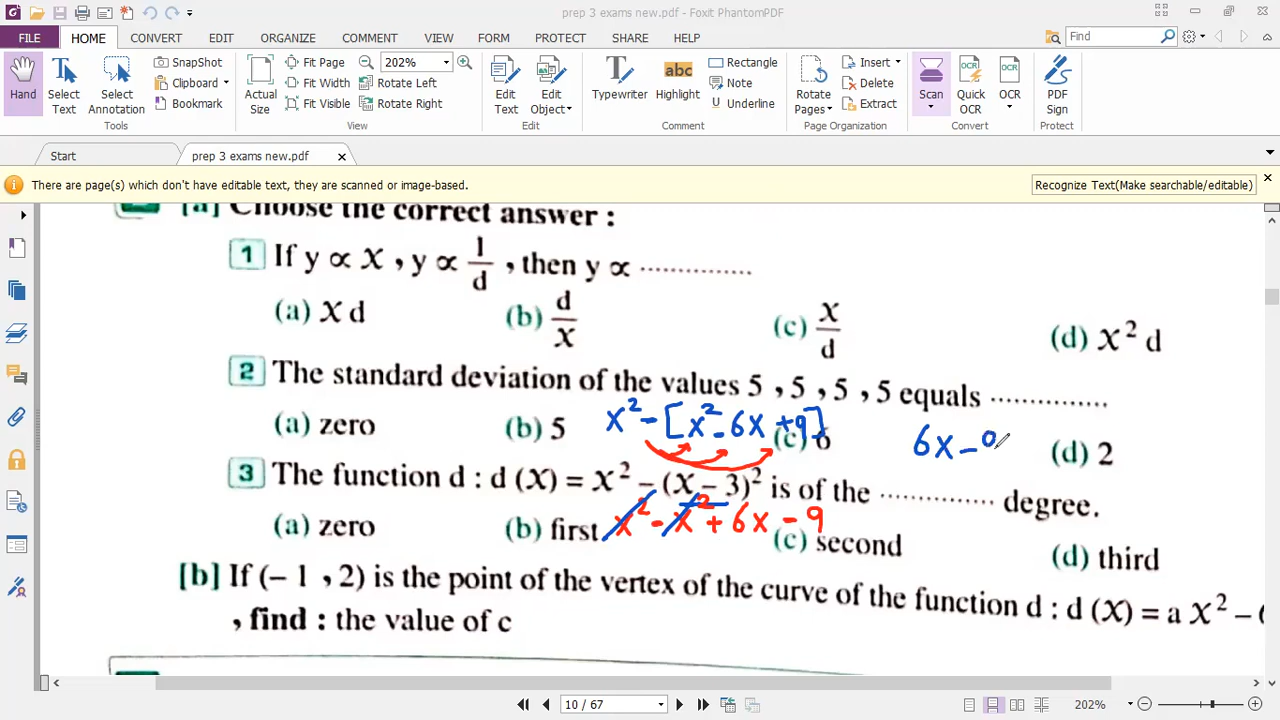 prep 3 exams new.pdf - Foxit PhantomPDF
FILE HOME CONVERT EDIT ORGANIZE COMMENT VIEW FORM PROTECT SHARE HELP Find
Hand Select Text Select Annotation SnapShot Clipboard Bookmark Actual Size Fit Page Fit Width Fit Visible 202% Rotate Left Rotate Right Edit Text Edit Object Typewriter Highlight Rectangle Note Underline Rotate Pages Insert Delete Extract Scan Quick OCR OCR PDF Sign
Tools View Edit Comment Page Organization Convert Protect
Start prep 3 exams new.pdf
There are page(s) which don't have editable text, they are scanned or image-based. Recognize Text(Make searchable/editable)
[a] Choose the correct answer :
1 If y ∝ X , y ∝ 1/d , then y ∝ ...............
(a) X d (b) d/X (c) X/d (d) X² d
2 The standard deviation of the values 5 , 5 , 5 , 5 equals ...............
x² - [x² - 6x + 9]
(a) zero (b) 5 (c) 6 (d) 2
6x - 9
3 The function d : d (X) = X² – (X – 3)² is of the ............... degree.
x² - x² + 6x - 9
(a) zero (b) first (c) second (d) third
[b] If (– 1 , 2) is the point of the vertex of the curve of the function d : d (X) = a X² –
, find : the value of c
10 / 67 202%